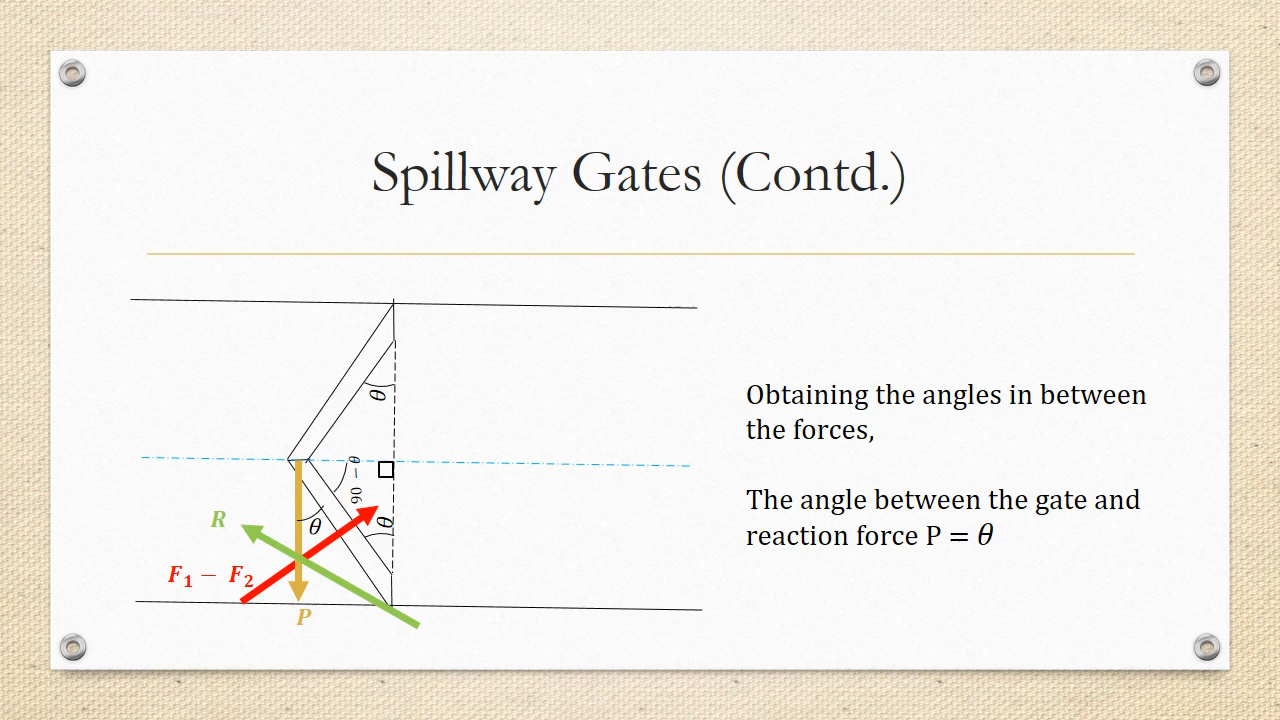 Spillway Gates (Contd.)
θ
90 − θ
θ
θ
R
F₁ − F₂
P
Obtaining the angles in between
the forces,
The angle between the gate and
reaction force P = θ